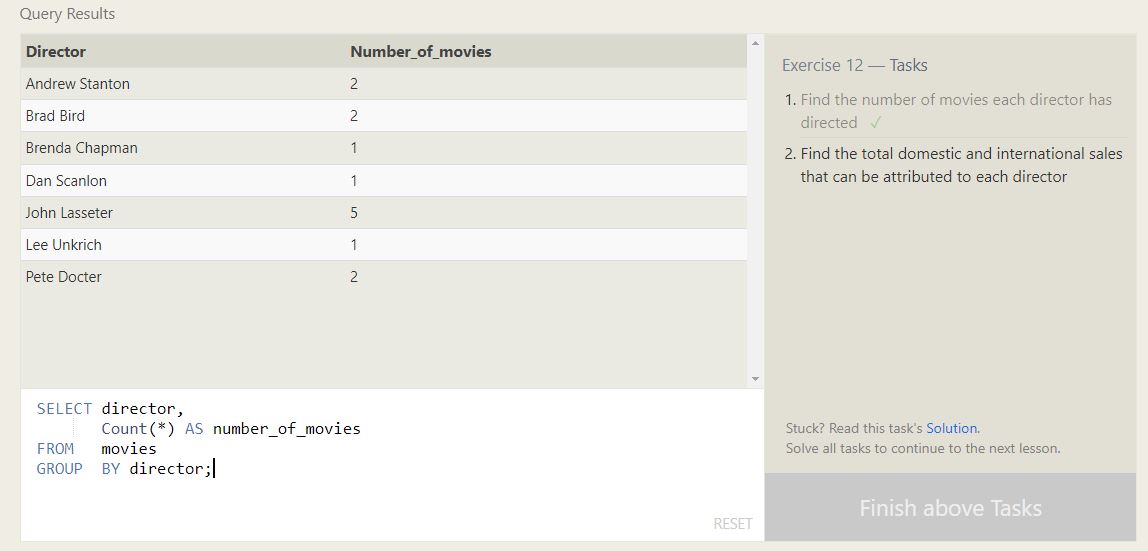 Query Results
Director Number_of_movies
Andrew Stanton 2
Brad Bird 2
Brenda Chapman 1
Dan Scanlon 1
John Lasseter 5
Lee Unkrich 1
Pete Docter 2
SELECT director,
Count(*) AS number_of_movies
FROM movies
GROUP BY director;
RESET
Exercise 12 — Tasks
1. Find the number of movies each director has
directed ✓
2. Find the total domestic and international sales
that can be attributed to each director
Stuck? Read this task's Solution.
Solve all tasks to continue to the next lesson.
Finish above Tasks